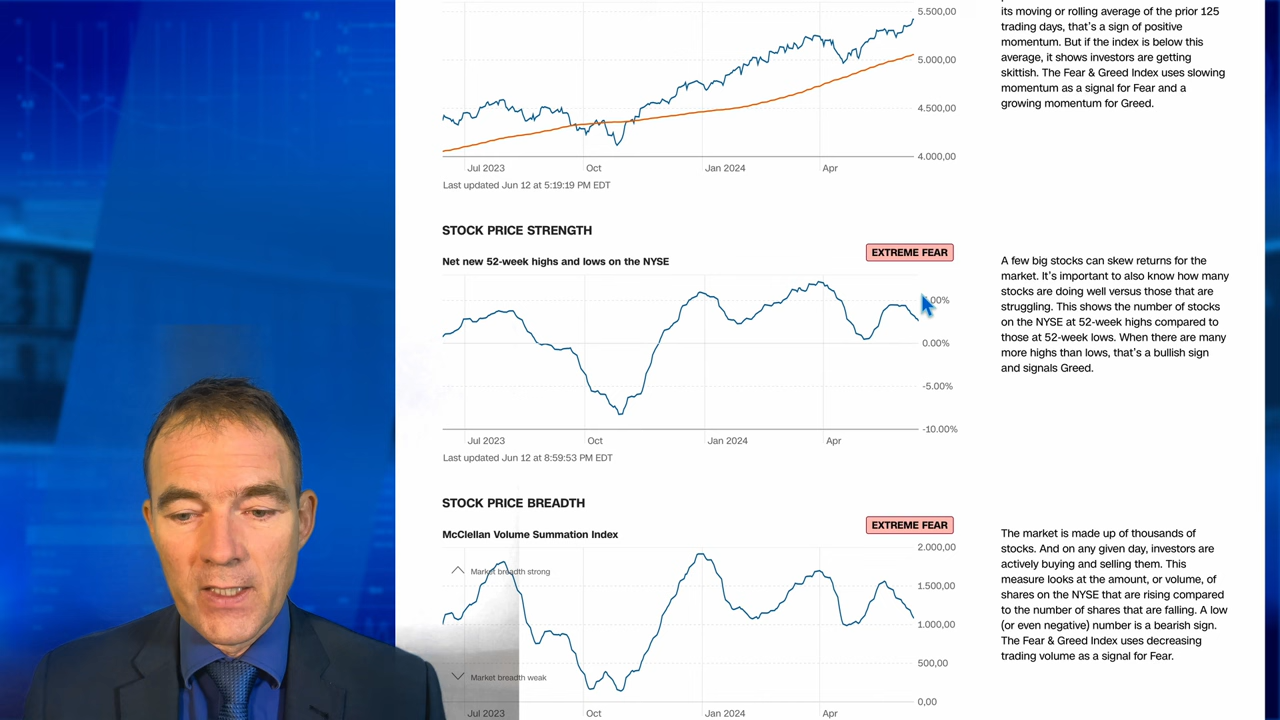 its moving or rolling average of the prior 125
trading days, that's a sign of positive
momentum. But if the index is below this
average, it shows investors are getting
skittish. The Fear & Greed Index uses slowing
momentum as a signal for Fear and a
growing momentum for Greed.
5.500,00
5.000,00
4.500,00
4.000,00
Jul 2023
Oct
Jan 2024
Apr
Last updated Jun 12 at 5:19:19 PM EDT
STOCK PRICE STRENGTH
EXTREME FEAR
Net new 52-week highs and lows on the NYSE
.00%
0.00%
-5.00%
-10.00%
Jul 2023
Oct
Jan 2024
Apr
Last updated Jun 12 at 8:59:53 PM EDT
A few big stocks can skew returns for the
market. It's important to also know how many
stocks are doing well versus those that are
struggling. This shows the number of stocks
on the NYSE at 52-week highs compared to
those at 52-week lows. When there are many
more highs than lows, that's a bullish sign
and signals Greed.
STOCK PRICE BREADTH
EXTREME FEAR
McClellan Volume Summation Index
Market breadth strong
Market breadth weak
2.000,00
1.500,00
1.000,00
500,00
0,00
Jul 2023
Oct
Jan 2024
Apr
The market is made up of thousands of
stocks. And on any given day, investors are
actively buying and selling them. This
measure looks at the amount, or volume, of
shares on the NYSE that are rising compared
to the number of shares that are falling. A low
(or even negative) number is a bearish sign.
The Fear & Greed Index uses decreasing
trading volume as a signal for Fear.